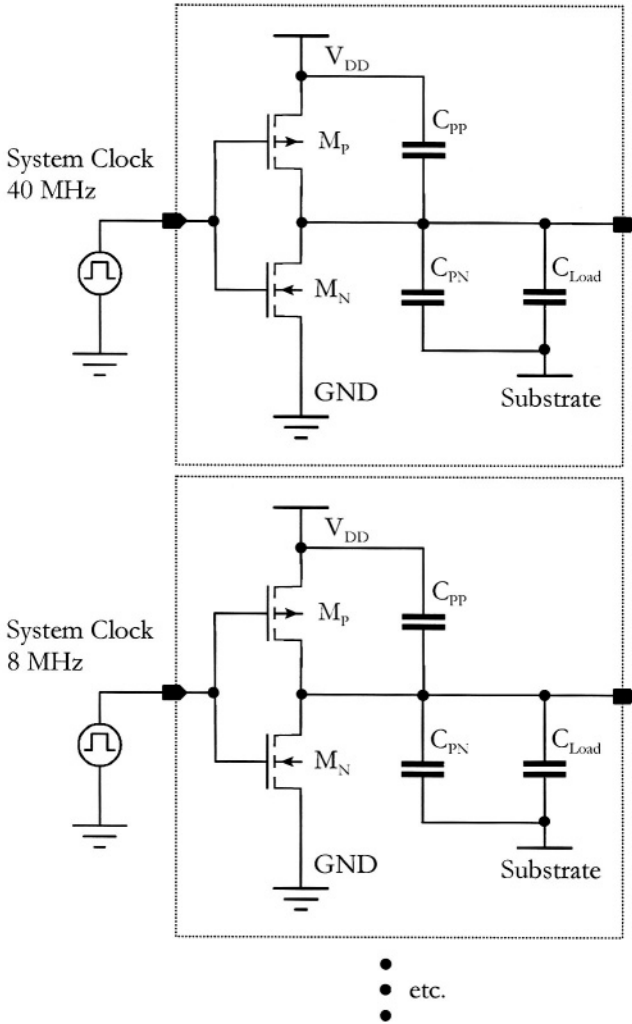 V_DD
C_PP
M_P
System Clock
40 MHz
C_PN
C_Load
M_N
GND
Substrate
V_DD
C_PP
M_P
System Clock
8 MHz
C_PN
C_Load
M_N
GND
Substrate
etc.